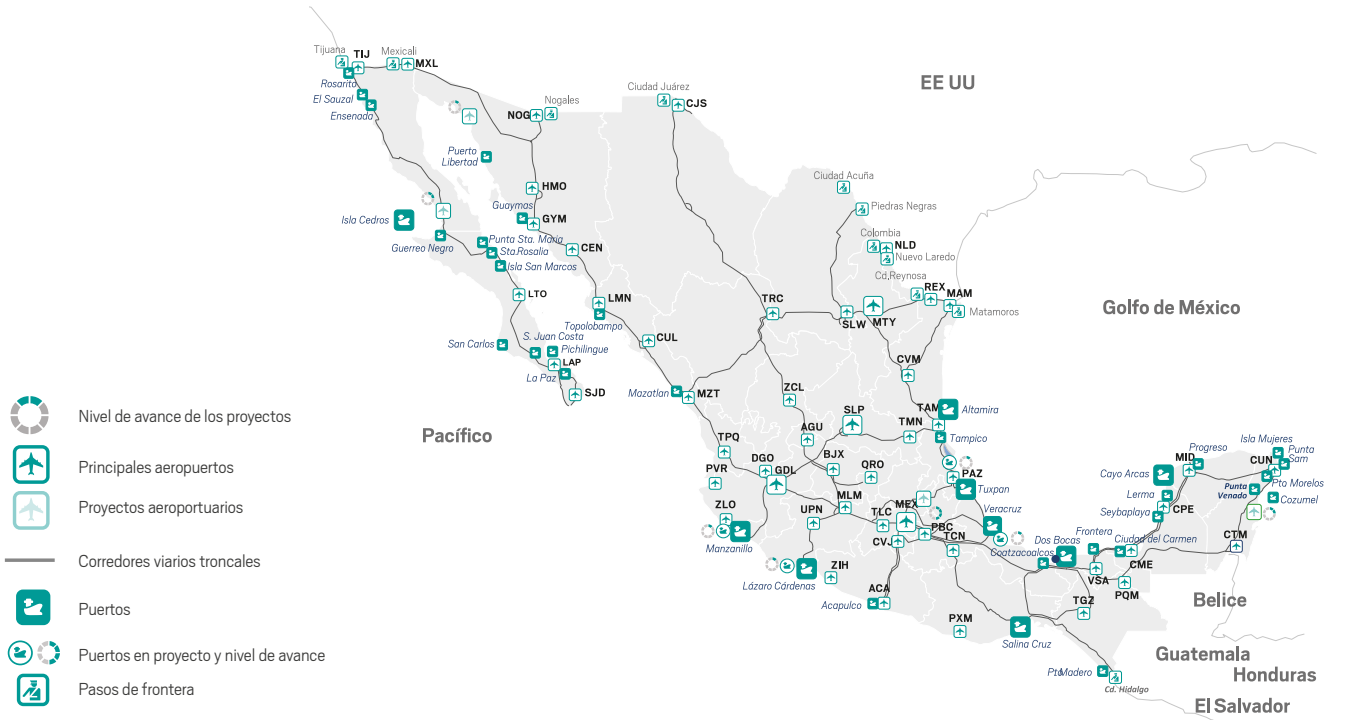 EE UU
Golfo de México
Pacífico
Belice
Guatemala
Honduras
El Salvador
Tijuana
TIJ
Mexicali
MXL
Rosarita
El Sauzal
Ensenada
NOG
Nogales
Ciudad Juárez
CJS
Puerto
Libertad
HMO
Guaymas
GYM
Isla Cedros
Guerreo Negro
Punta Sta. María
Sta.Rosalia
Isla San Marcos
CEN
LTO
LMN
Topolobampo
S. Juan Costa
Pichilingue
San Carlos
LAP
La Paz
SJD
CUL
Mazatlan
MZT
Ciudad Acuña
Piedras Negras
Colombia
NLD
Nuevo Laredo
Cd.Reynosa
REX
MAM
Matamoros
TRC
SLW
MTY
CVM
ZCL
SLP
TAM
Altamira
TMN
Tampico
AGU
TPQ
BJX
DGO
GDL
QRO
PAZ
Tuxpan
PVR
ZLO
Manzanillo
MLM
UPN
TLC
MEX
PBC
CVJ
TCN
Veracruz
Lázaro Cárdenas
ZIH
ACA
Acapulco
PXM
Salina Cruz
Coatzacoalcos
Dos Bocas
Frontera
Ciudad del Carmen
CME
VSA
PQM
TGZ
PtoMadero
Cd. Hidalgo
Cayo Arcas
Lerma
Seybaplaya
CPE
MID
Progreso
Isla Mujeres
CUN
Punta
Sam
Pto Morelos
Punta
Venado
Cozumel
CTM
Nivel de avance de los proyectos
Principales aeropuertos
Proyectos aeroportuarios
Corredores viarios troncales
Puertos
Puertos en proyecto y nivel de avance
Pasos de frontera